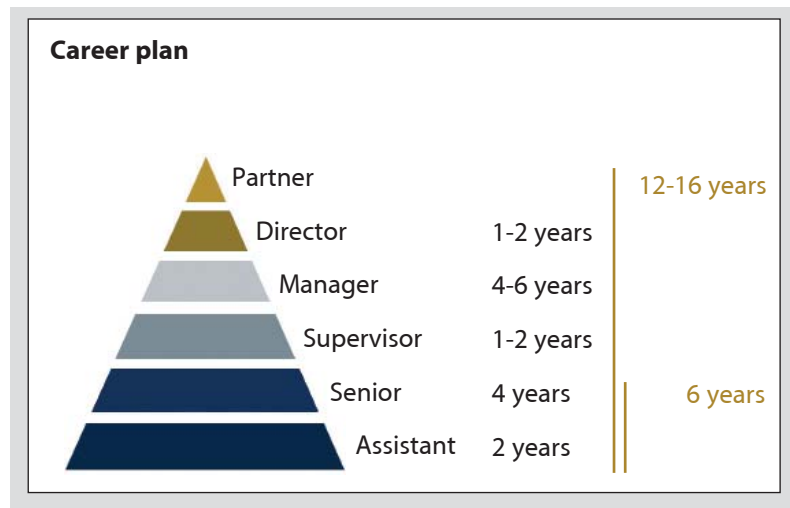 Career plan
Partner
12-16 years
Director 1-2 years
Manager 4-6 years
Supervisor 1-2 years
Senior 4 years 6 years
Assistant 2 years